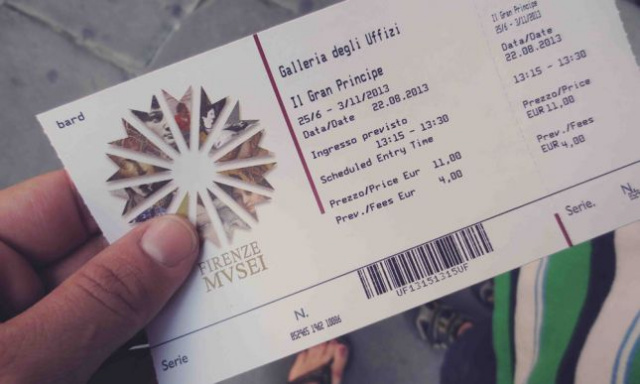 bard
FIRENZE
MVSEI
Galleria degli Uffizi
Il Gran Principe
25/6 - 3/11/2013
Data/Date 22.08.2013
Ingresso previsto
13:15 - 13:30
Scheduled Entry Time
Prezzo/Price Eur 11,00
Prev./Fees Eur 4,00
UF13151315UF
Serie
N.
Il Gran Principe
25/6 - 3/11/2013
Data/Date
22.08.2013
13:15 - 13:30
Prezzo/Price
EUR 11,00
Prev./Fees
EUR 4,00
Serie.
N.